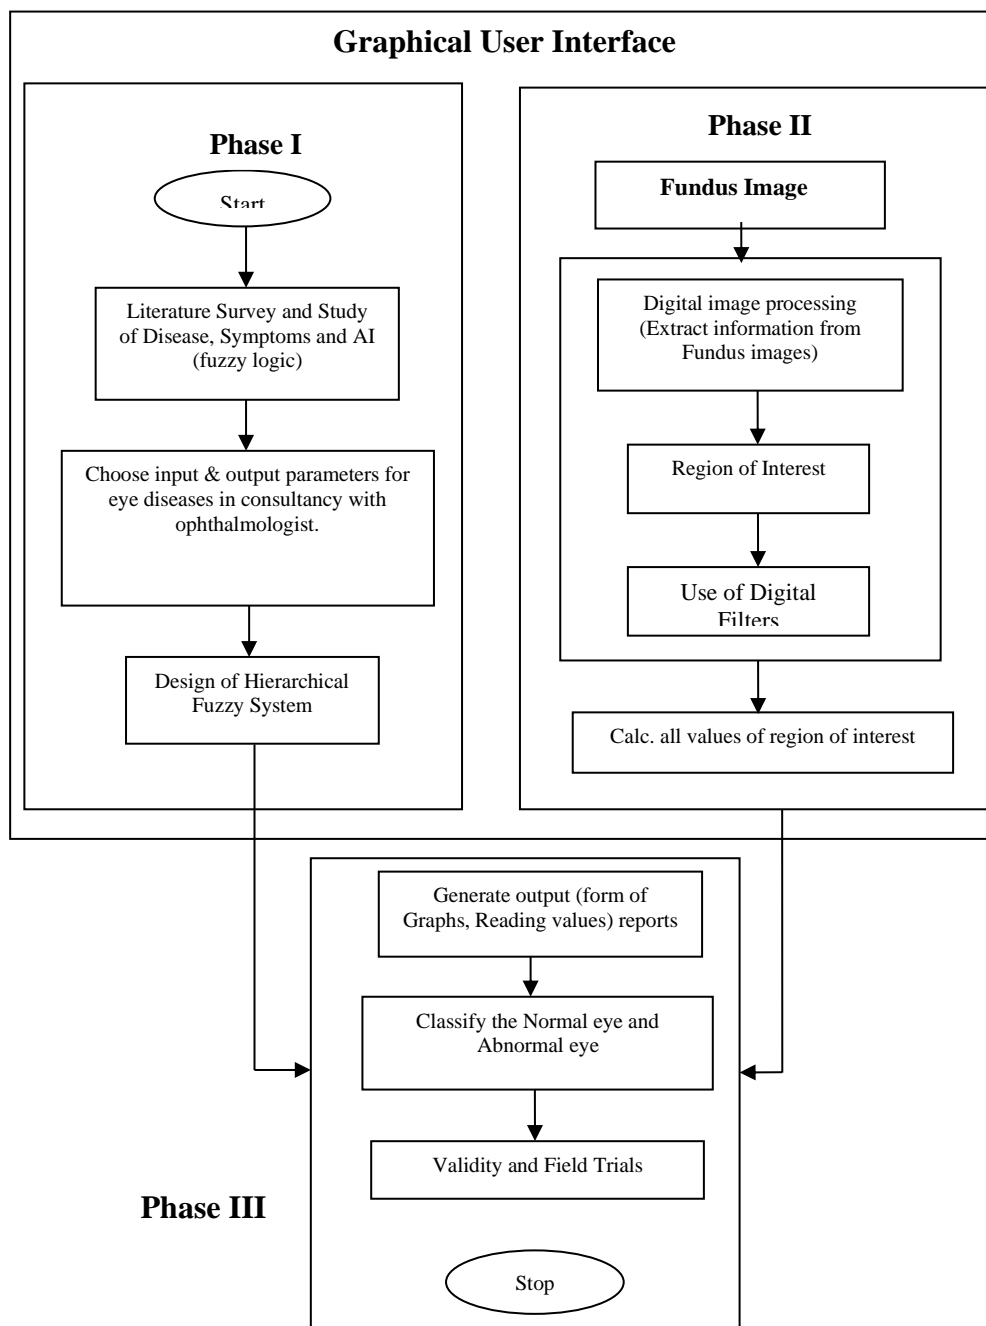 Graphical User Interface
Phase I
Start
Literature Survey and Study
of Disease, Symptoms and AI
(fuzzy logic)
Choose input & output parameters for
eye diseases in consultancy with
ophthalmologist.
Design of Hierarchical
Fuzzy System
Phase II
Fundus Image
Digital image processing
(Extract information from
Fundus images)
Region of Interest
Use of Digital
Filters
Calc. all values of region of interest
Generate output (form of
Graphs, Reading values) reports
Classify the Normal eye and
Abnormal eye
Validity and Field Trials
Phase III
Stop